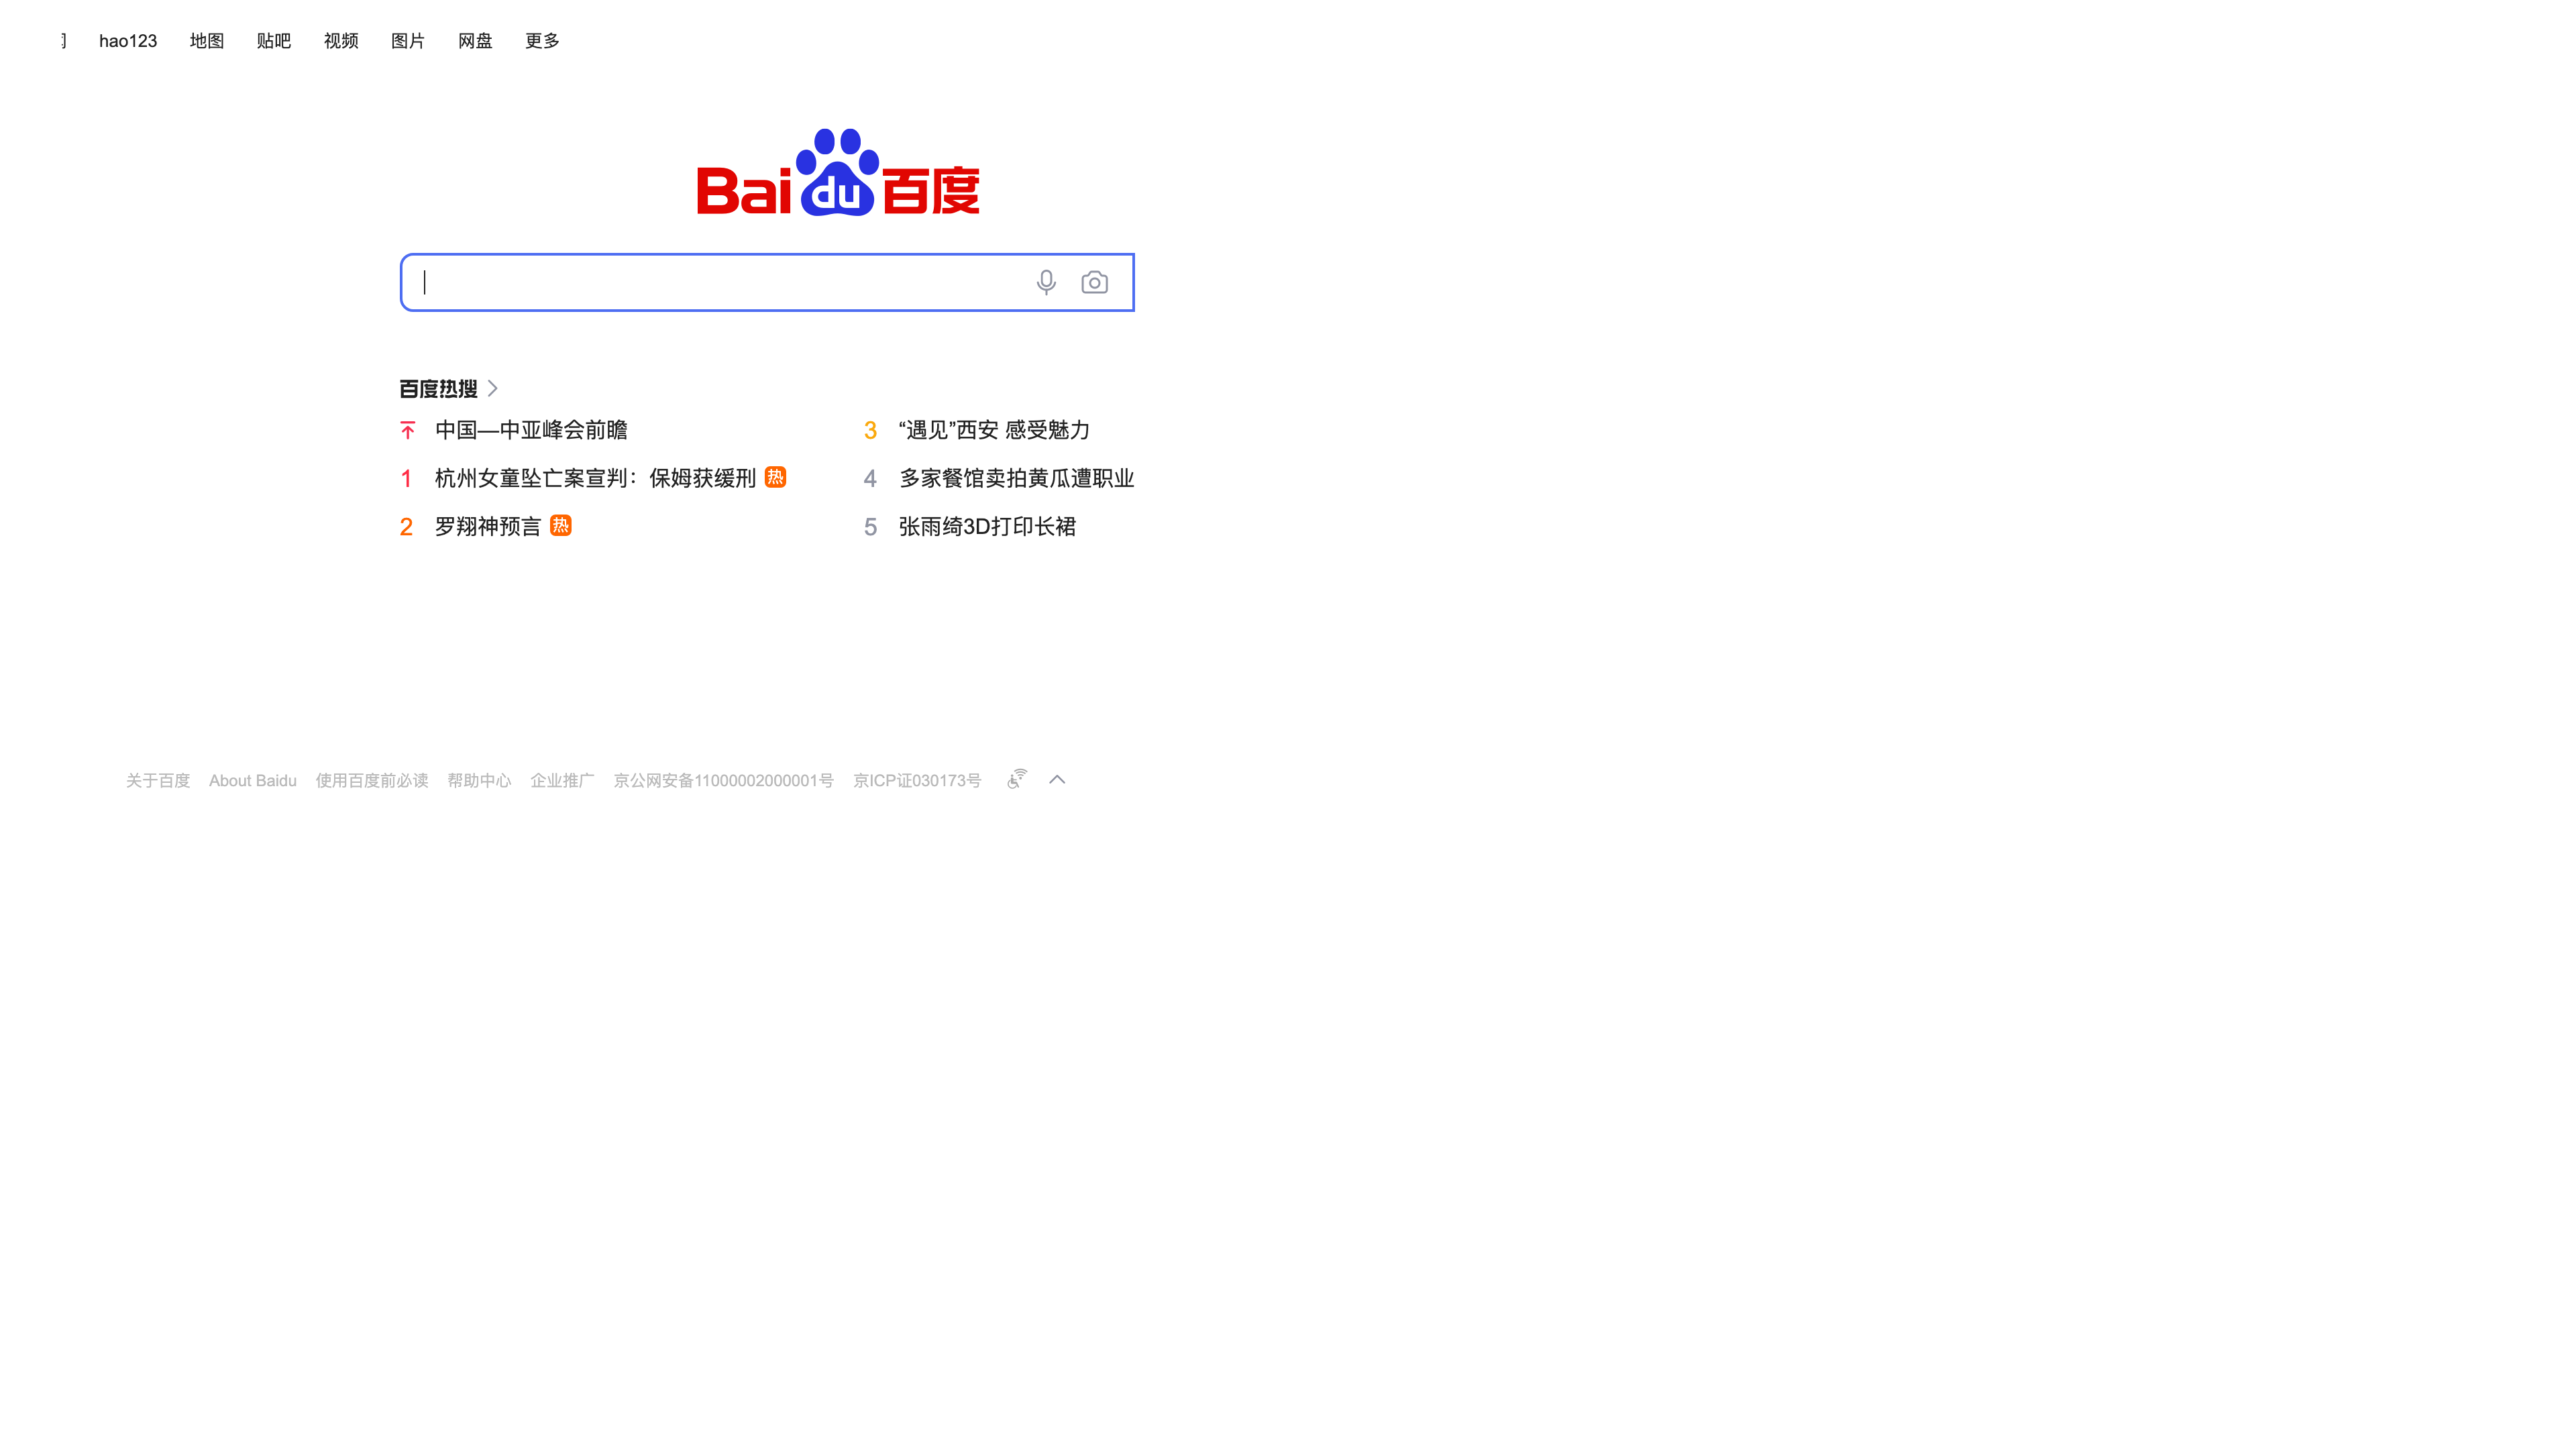 hao123 地图 贴吧 视频 图片 网盘 更多
Bai du 百度
百度热搜
中国—中亚峰会前瞻
1 杭州女童坠亡案宣判：保姆获缓刑 热
2 罗翔神预言 热
3 “遇见”西安 感受魅力
4 多家餐馆卖拍黄瓜遭职业
5 张雨绮3D打印长裙
关于百度 About Baidu 使用百度前必读 帮助中心 企业推广 京公网安备11000002000001号 京ICP证030173号